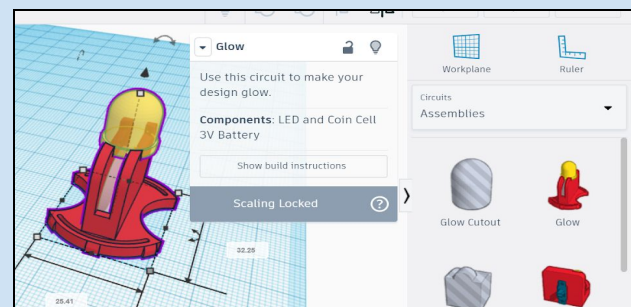 Glow
Use this circuit to make your
design glow.
Components: LED and Coin Cell
3V Battery
Show build instructions
Scaling Locked
?
32.25
25.41
Workplane
Ruler
Circuits
Assemblies
Glow Cutout
Glow